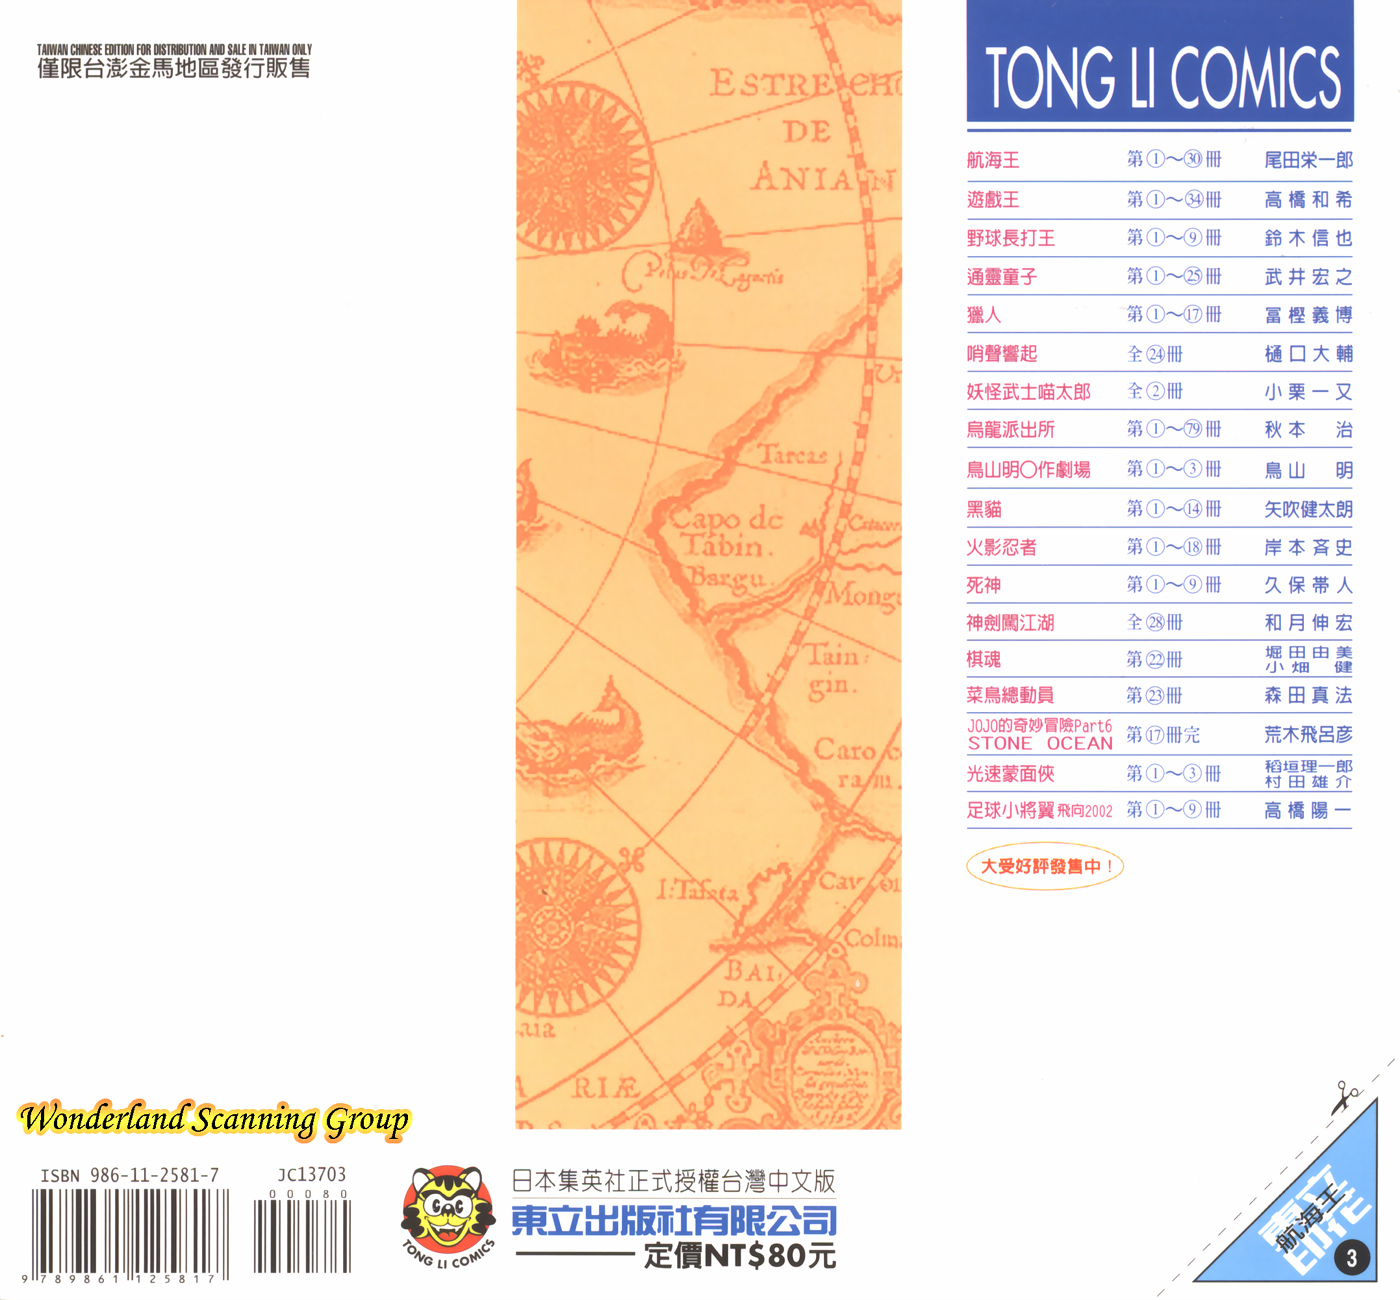 TAIWAN CHINESE EDITION FOR DISTRIBUTION AND SALE IN TAIWAN ONLY
僅限台澎金馬地區發行販售
ESTRECHO
DE
ANIAN
Pelus De Lagartis
Tarcas
Capo de
Tabin.
Bargu.
Mongu
Tain
gin.
Caro co
ram.
I: Tafata
Colma
BAI,
DA
RIÆ
TONG LI COMICS
航海王 第①～㉚冊 尾田栄一郎
遊戲王 第①～㉞冊 高橋和希
野球長打王 第①～⑨冊 鈴木信也
通靈童子 第①～㉕冊 武井宏之
獵人 第①～⑰冊 冨樫義博
哨聲響起 全㉔冊 樋口大輔
妖怪武士喵太郎 全②冊 小栗一又
烏龍派出所 第①～79冊 秋本 治
鳥山明〇作劇場 第①～③冊 鳥山 明
黑貓 第①～⑭冊 矢吹健太朗
火影忍者 第①～⑱冊 岸本斉史
死神 第①～⑨冊 久保帯人
神劍闖江湖 全㉘冊 和月伸宏
棋魂 第㉒冊 堀田由美
小畑 健
菜鳥總動員 第㉓冊 森田真法
JOJO的奇妙冒險Part6
STONE OCEAN 第⑰冊完 荒木飛呂彦
光速蒙面俠 第①～③冊 稻垣理一郎
村田雄介
足球小將翼飛向2002 第①～⑨冊 高橋陽一
大受好評發售中！
Wonderland Scanning Group
ISBN 986-11-2581-7
JC13703
00080
9 789861 125817
TONG LI COMICS
日本集英社正式授權台灣中文版
東立出版社有限公司
定價NT$80元
東立
印花
航海王
3